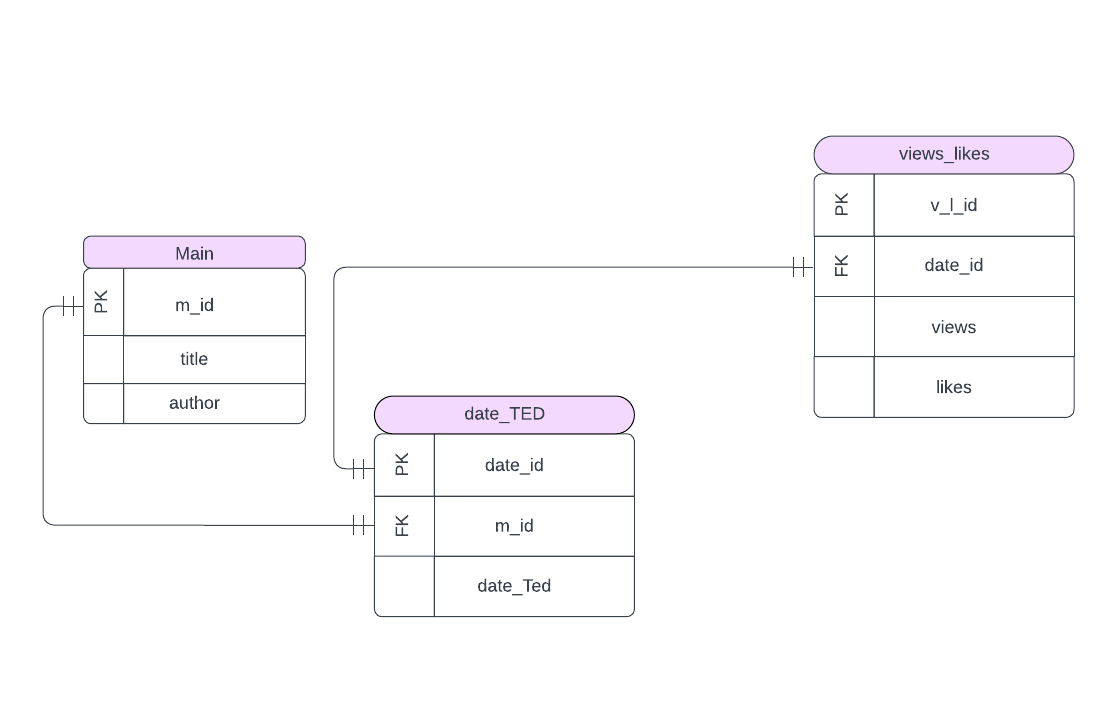 Main
PK m_id
title
author
date_TED
PK date_id
FK m_id
date_Ted
views_likes
PK v_l_id
FK date_id
views
likes